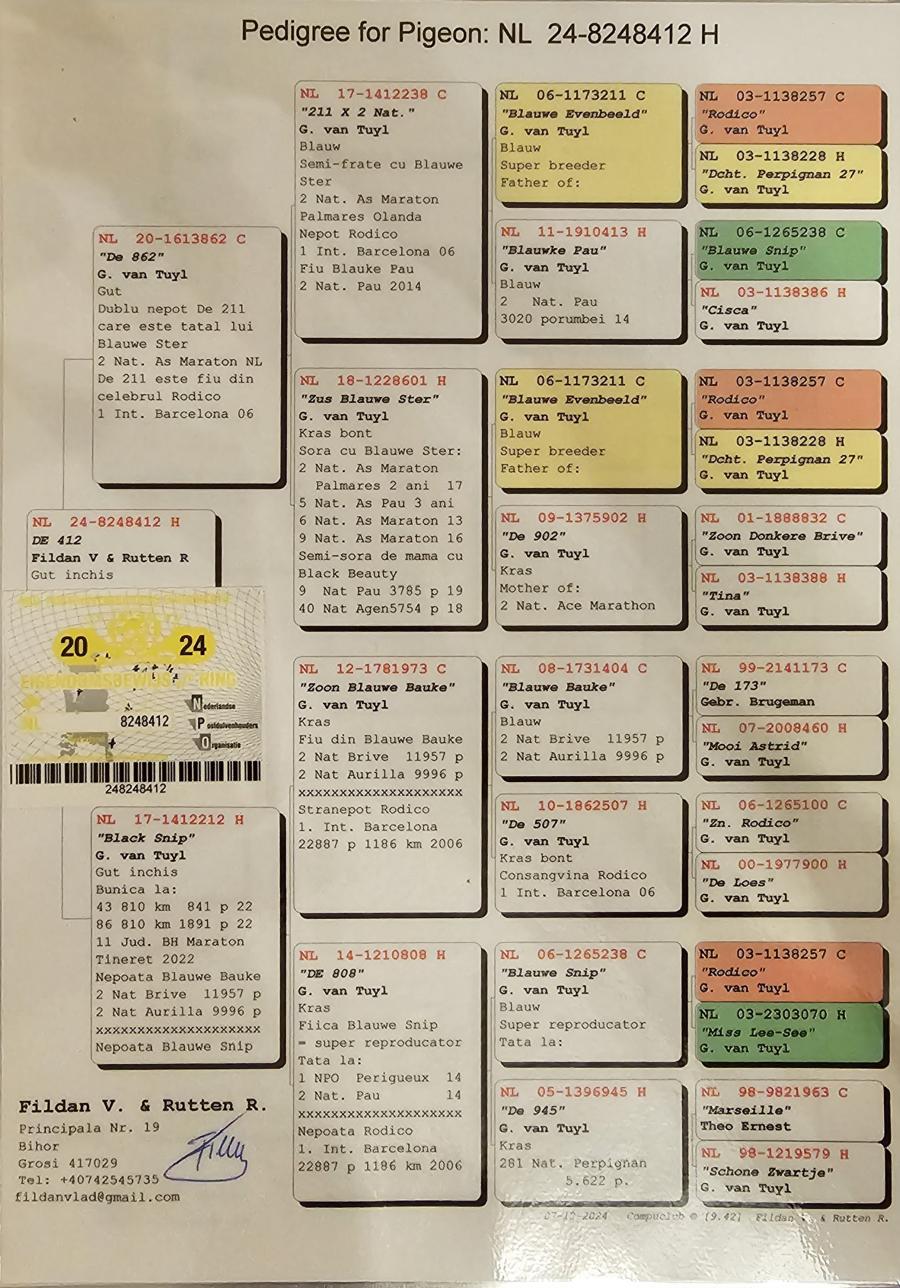 Pedigree for Pigeon: NL 24-8248412 H
NL 24-8248412 H
DE 412
Fildan V & Rutten R
Gut inchis
20 24
EIGENDOMSBEWIJS RING
NL
8248412
Nederlandse
Postduivenhouders
Organisatie
248248412
NL 20-1613862 C
"De 862"
G. van Tuyl
Gut
Dublu nepot De 211
care este tatal lui
Blauwe Ster
2 Nat. As Maraton NL
De 211 este fiu din
celebrul Rodico
1 Int. Barcelona 06
NL 17-1412212 H
"Black Snip"
G. van Tuyl
Gut inchis
Bunica la:
43 810 km 841 p 22
86 810 km 1891 p 22
11 Jud. BH Maraton
Tineret 2022
Nepoata Blauwe Bauke
2 Nat Brive 11957 p
2 Nat Aurilla 9996 p
xxxxxxxxxxxxxxxxxxxx
Nepoata Blauwe Snip
NL 17-1412238 C
"211 X 2 Nat."
G. van Tuyl
Blauw
Semi-frate cu Blauwe
Ster
2 Nat. As Maraton
Palmares Olanda
Nepot Rodico
1 Int. Barcelona 06
Fiu Blauke Pau
2 Nat. Pau 2014
NL 18-1228601 H
"Zus Blauwe Ster"
G. van Tuyl
Kras bont
Sora cu Blauwe Ster:
2 Nat. As Maraton
Palmares 2 ani 17
5 Nat. As Pau 3 ani
6 Nat. As Maraton 13
9 Nat. As Maraton 16
Semi-sora de mama cu
Black Beauty
9 Nat Pau 3785 p 19
40 Nat Agen5754 p 18
NL 12-1781973 C
"Zoon Blauwe Bauke"
G. van Tuyl
Kras
Fiu din Blauwe Bauke
2 Nat Brive 11957 p
2 Nat Aurilla 9996 p
xxxxxxxxxxxxxxxxxxxx
Stranepot Rodico
1. Int. Barcelona
22887 p 1186 km 2006
NL 14-1210808 H
"DE 808"
G. van Tuyl
Kras
Fiica Blauwe Snip
= super reproducator
Tata la:
1 NPO Perigueux 14
2 Nat. Pau 14
xxxxxxxxxxxxxxxxxxxx
Nepoata Rodico
1. Int. Barcelona
22887 p 1186 km 2006
NL 06-1173211 C
"Blauwe Evenbeeld"
G. van Tuyl
Blauw
Super breeder
Father of:
NL 11-1910413 H
"Blauwke Pau"
G. van Tuyl
Blauw
2 Nat. Pau
3020 porumbei 14
NL 06-1173211 C
"Blauwe Evenbeeld"
G. van Tuyl
Blauw
Super breeder
Father of:
NL 09-1375902 H
"De 902"
G. van Tuyl
Kras
Mother of:
2 Nat. Ace Marathon
NL 08-1731404 C
"Blauwe Bauke"
G. van Tuyl
Blauw
2 Nat Brive 11957 p
2 Nat Aurilla 9996 p
NL 10-1862507 H
"De 507"
G. van Tuyl
Kras bont
Consangvina Rodico
1 Int. Barcelona 06
NL 06-1265238 C
"Blauwe Snip"
G. van Tuyl
Blauw
Super reproducator
Tata la:
NL 05-1396945 H
"De 945"
G. van Tuyl
Kras
281 Nat. Perpignan
5.622 p.
NL 03-1138257 C
"Rodico"
G. van Tuyl
NL 03-1138228 H
"Dcht. Perpignan 27"
G. van Tuyl
NL 06-1265238 C
"Blauwe Snip"
G. van Tuyl
NL 03-1138386 H
"Cisca"
G. van Tuyl
NL 03-1138257 C
"Rodico"
G. van Tuyl
NL 03-1138228 H
"Dcht. Perpignan 27"
G. van Tuyl
NL 01-1888832 C
"Zoon Donkere Brive"
G. van Tuyl
NL 03-1138388 H
"Tina"
G. van Tuyl
NL 99-2141173 C
"De 173"
Gebr. Brugeman
NL 07-2008460 H
"Mooi Astrid"
G. van Tuyl
NL 06-1265100 C
"Zn. Rodico"
G. van Tuyl
NL 00-1977900 H
"De Loes"
G. van Tuyl
NL 03-1138257 C
"Rodico"
G. van Tuyl
NL 03-2303070 H
"Miss Lee-See"
G. van Tuyl
NL 98-9821963 C
"Marseille"
Theo Ernest
NL 98-1219579 H
"Schone Zwartje"
G. van Tuyl
Fildan V. & Rutten R.
Principala Nr. 19
Bihor
Grosi 417029
Tel: +40742545735
fildanvlad@gmail.com
07-10-2024 Compuclub © [9.42] Fildan V. & Rutten R.